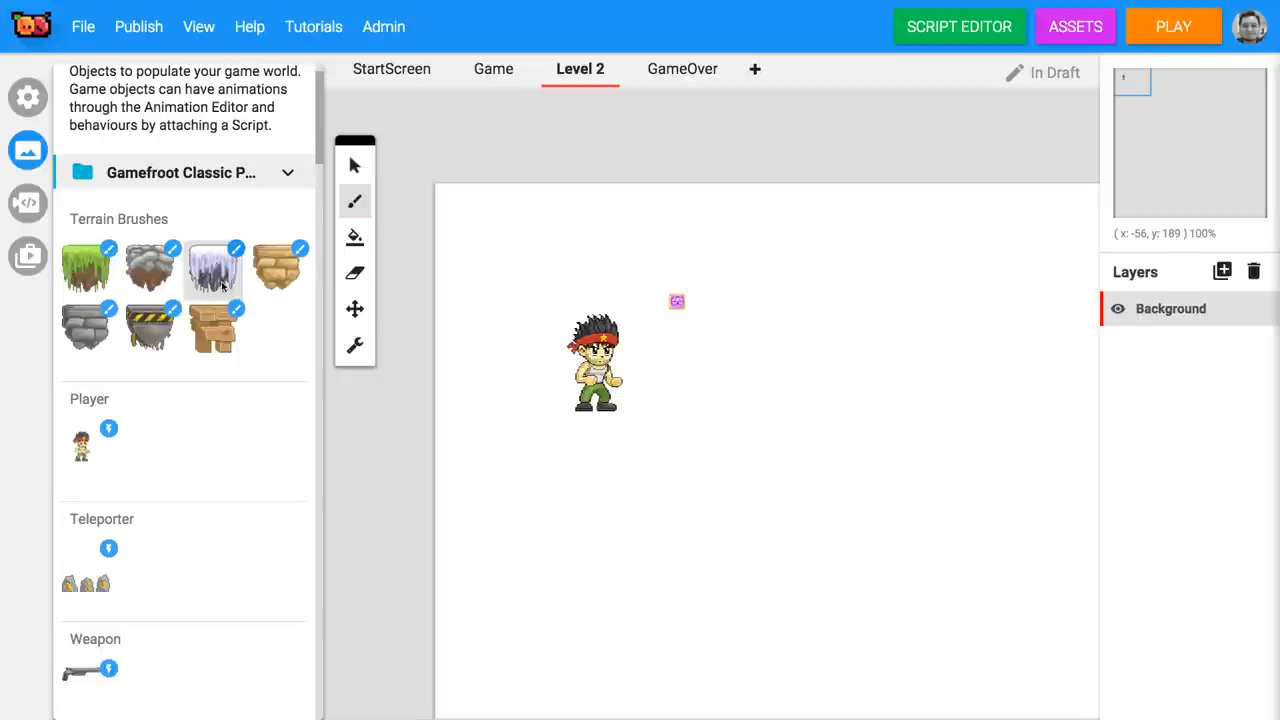 File Publish View Help Tutorials Admin SCRIPT EDITOR ASSETS PLAY
StartScreen Game Level 2 GameOver + In Draft
Objects to populate your game world.
Game objects can have animations
through the Animation Editor and
behaviours by attaching a Script.
Gamefroot Classic P...
Terrain Brushes
Player
Teleporter
Weapon
( x: -56, y: 189 ) 100%
Layers
Background